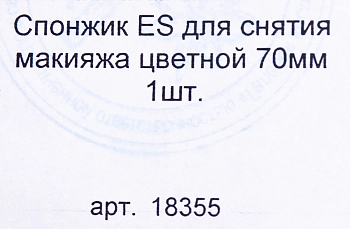 Спонжик ES для снятия
макияжа цветной 70мм
1шт.
арт. 18355